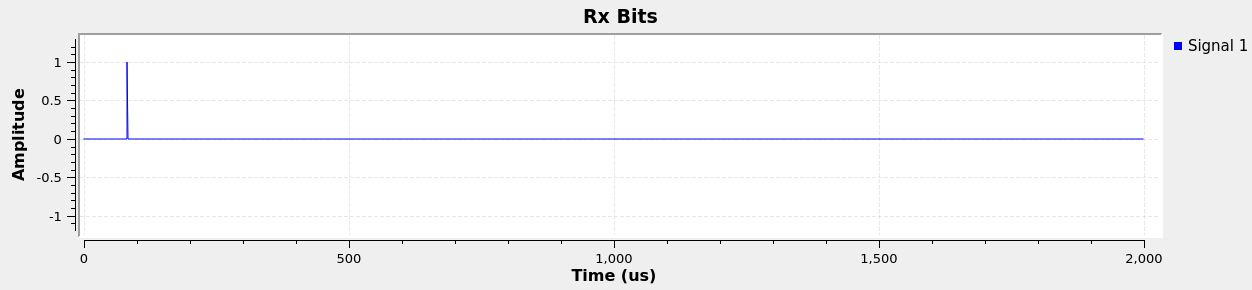 Rx Bits
Signal 1
Amplitude
1
0.5
0
-0.5
-1
0
500
1,000
1,500
2,000
Time (us)